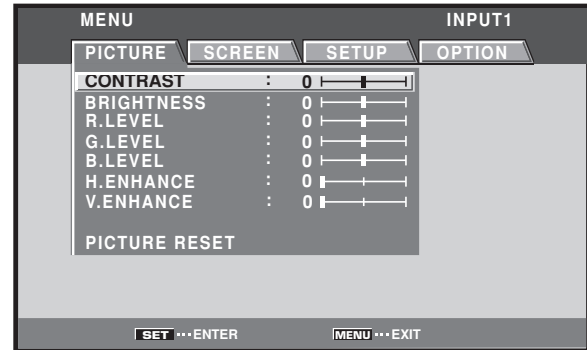 MENU INPUT1
PICTURE SCREEN SETUP OPTION
CONTRAST : 0
BRIGHTNESS : 0
R.LEVEL : 0
G.LEVEL : 0
B.LEVEL : 0
H.ENHANCE : 0
V.ENHANCE : 0
PICTURE RESET
SET ··· ENTER MENU ··· EXIT